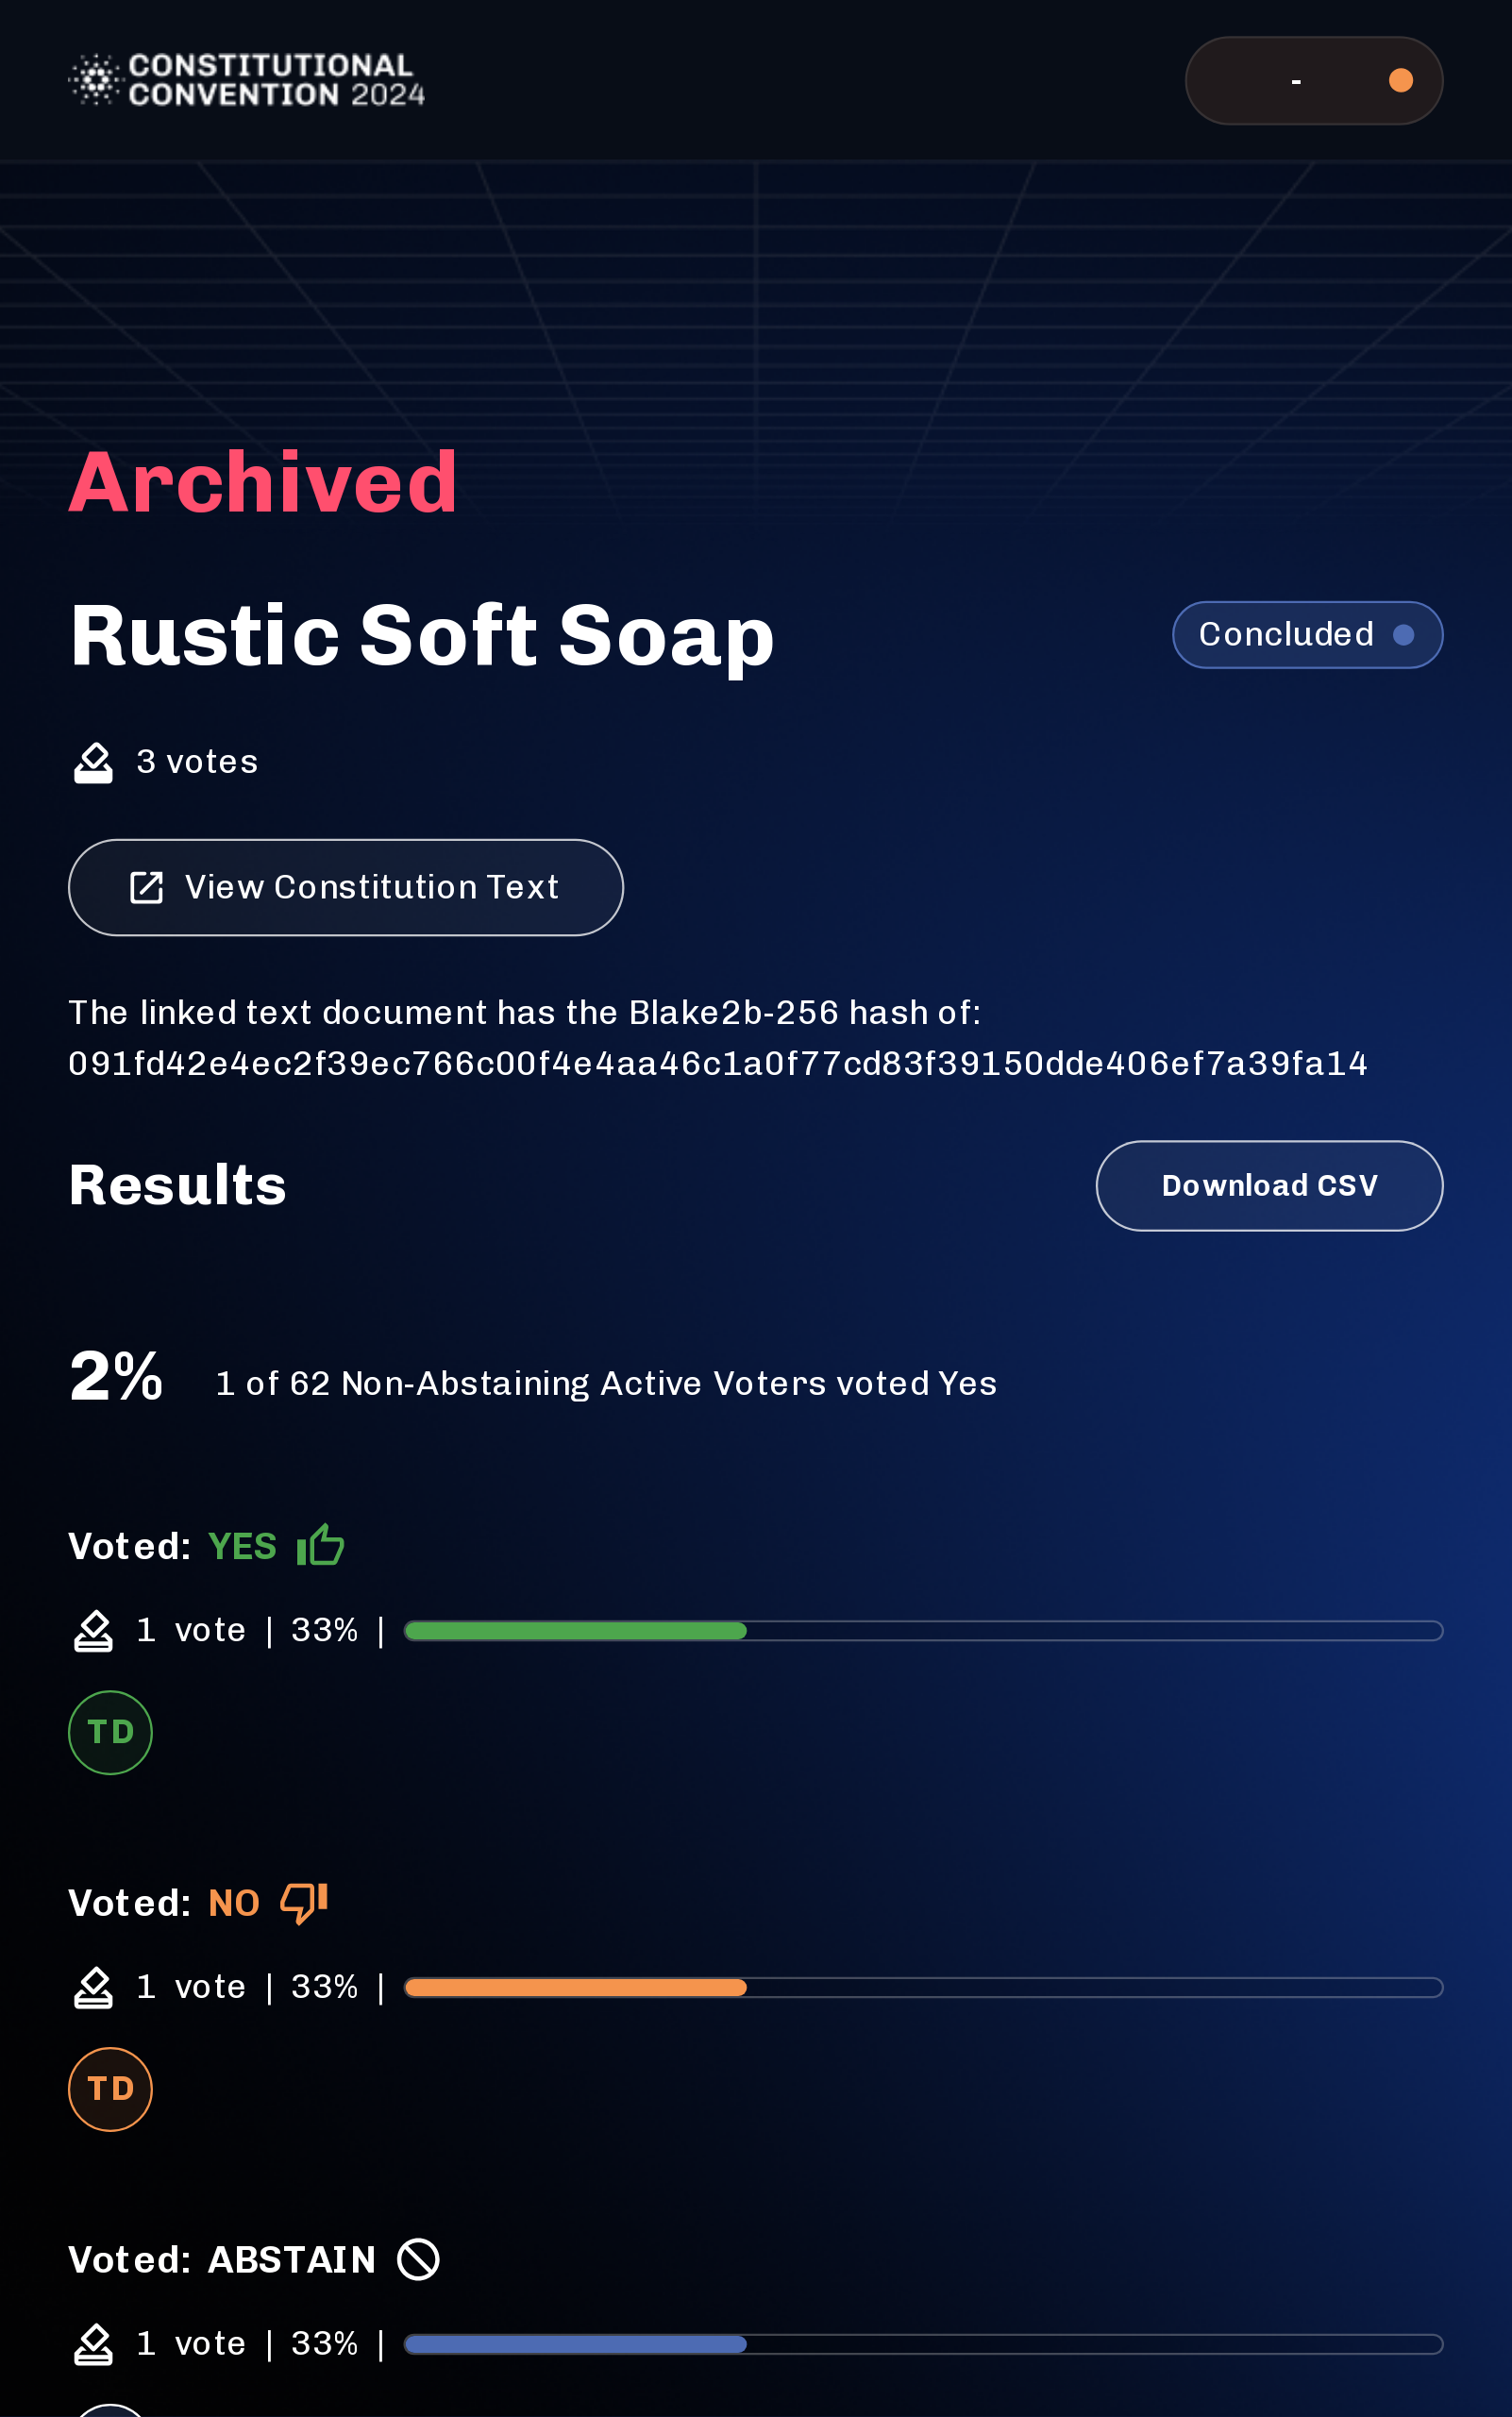 CONSTITUTIONAL
CONVENTION 2024
-
Archived
Rustic Soft Soap
Concluded
3 votes
View Constitution Text
The linked text document has the Blake2b-256 hash of:
091fd42e4ec2f39ec766c00f4e4aa46c1a0f77cd83f39150dde406ef7a39fa14
Results
Download CSV
2% 1 of 62 Non-Abstaining Active Voters voted Yes
Voted: YES
1 vote | 33% |
TD
Voted: NO
1 vote | 33% |
TD
Voted: ABSTAIN
1 vote | 33% |